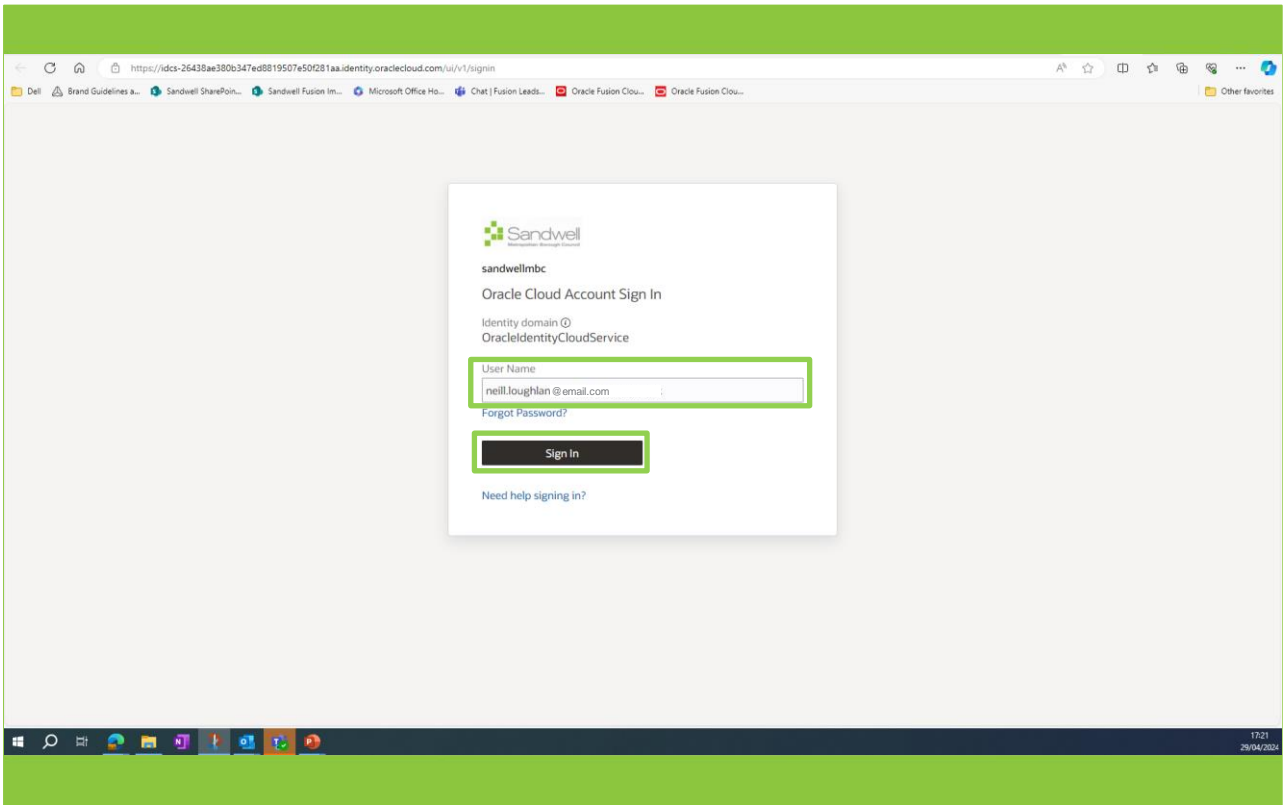 https://idcs-26438ae380b347ed8819507e50f281aa.identity.oraclecloud.com/ui/v1/signin
Dell Brand Guidelines a... Sandwell SharePoin... Sandwell Fusion Im... Microsoft Office Ho... Chat | Fusion Leads... Oracle Fusion Clou... Oracle Fusion Clou... Other favorites
Sandwell
Metropolitan Borough Council
sandwellmbc
Oracle Cloud Account Sign In
Identity domain
OracleIdentityCloudService
User Name
neill.loughlan @email.com
Forgot Password?
Sign In
Need help signing in?
17:21
29/04/2024